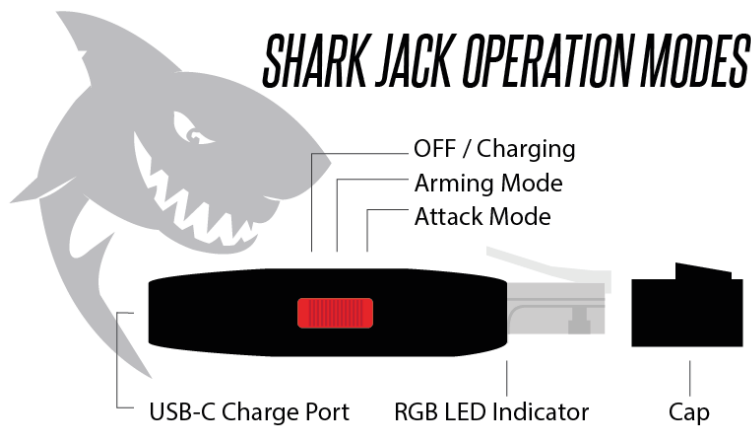 SHARK JACK OPERATION MODES
OFF / Charging
Arming Mode
Attack Mode
USB-C Charge Port
RGB LED Indicator
Cap